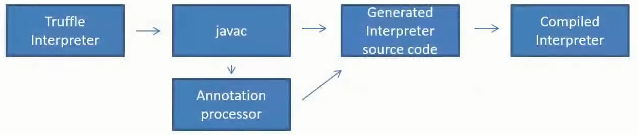 Truffle
Interpreter
javac
Generated
Interpreter
source code
Compiled
Interpreter
Annotation
processor